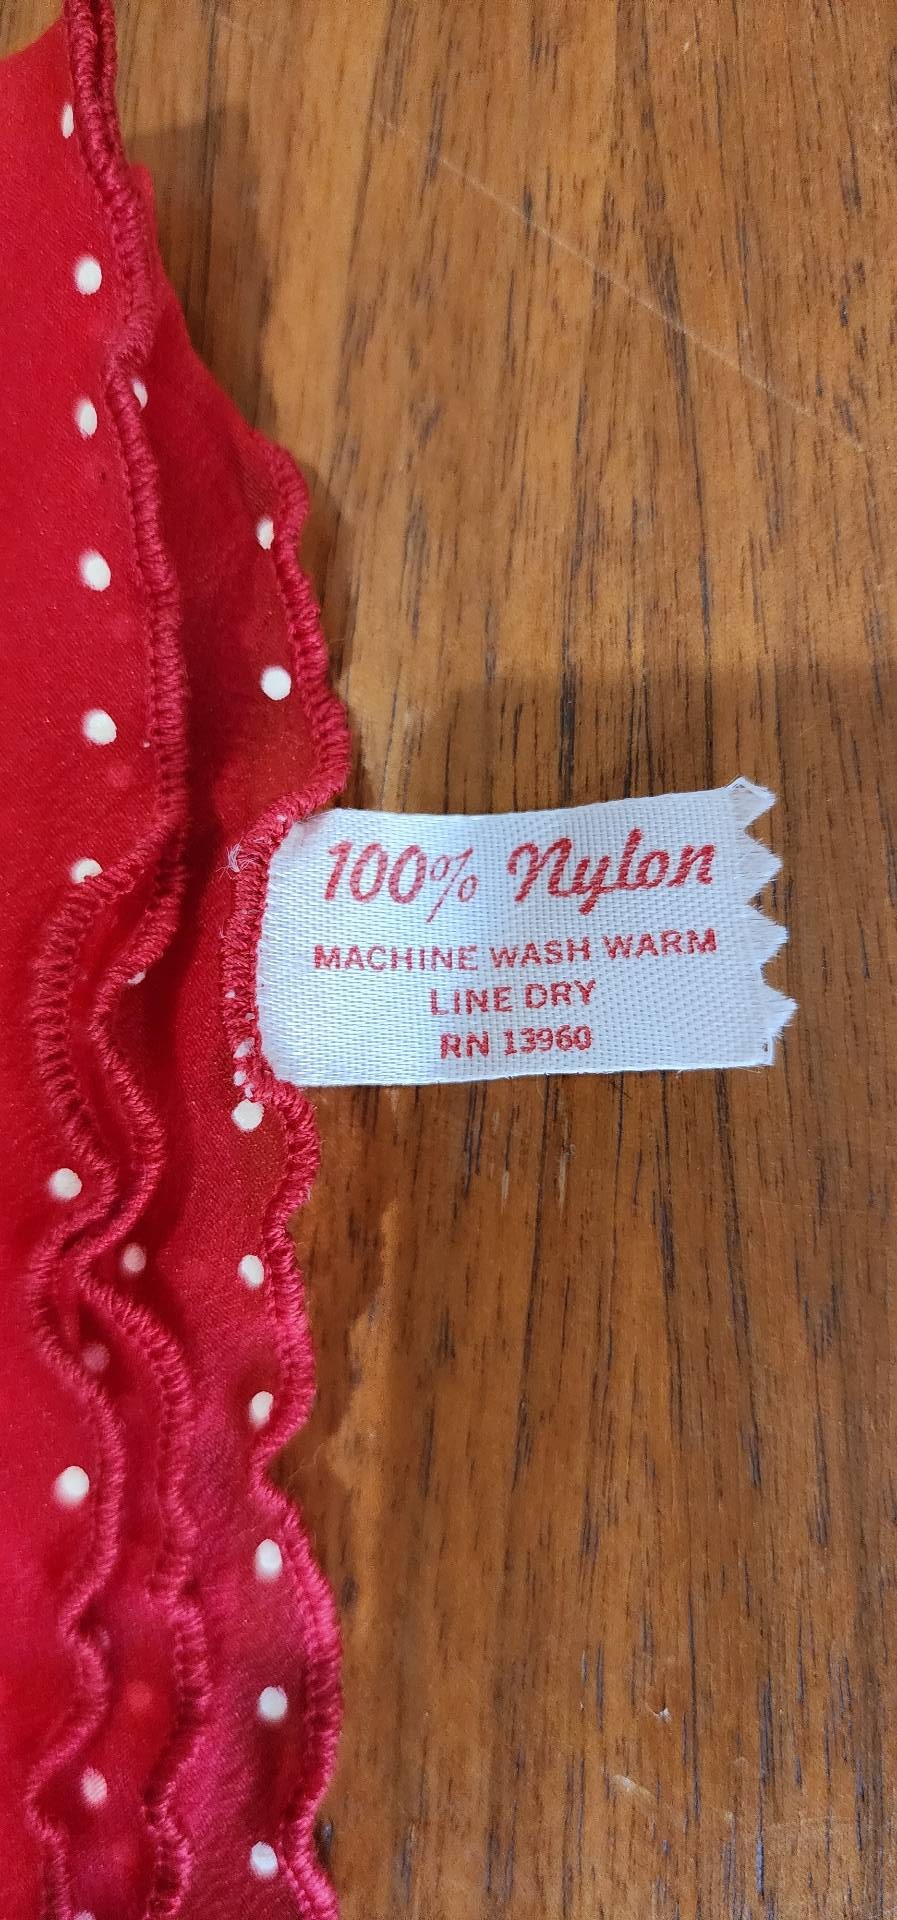 100% Nylon
MACHINE WASH WARM
LINE DRY
RN 13960